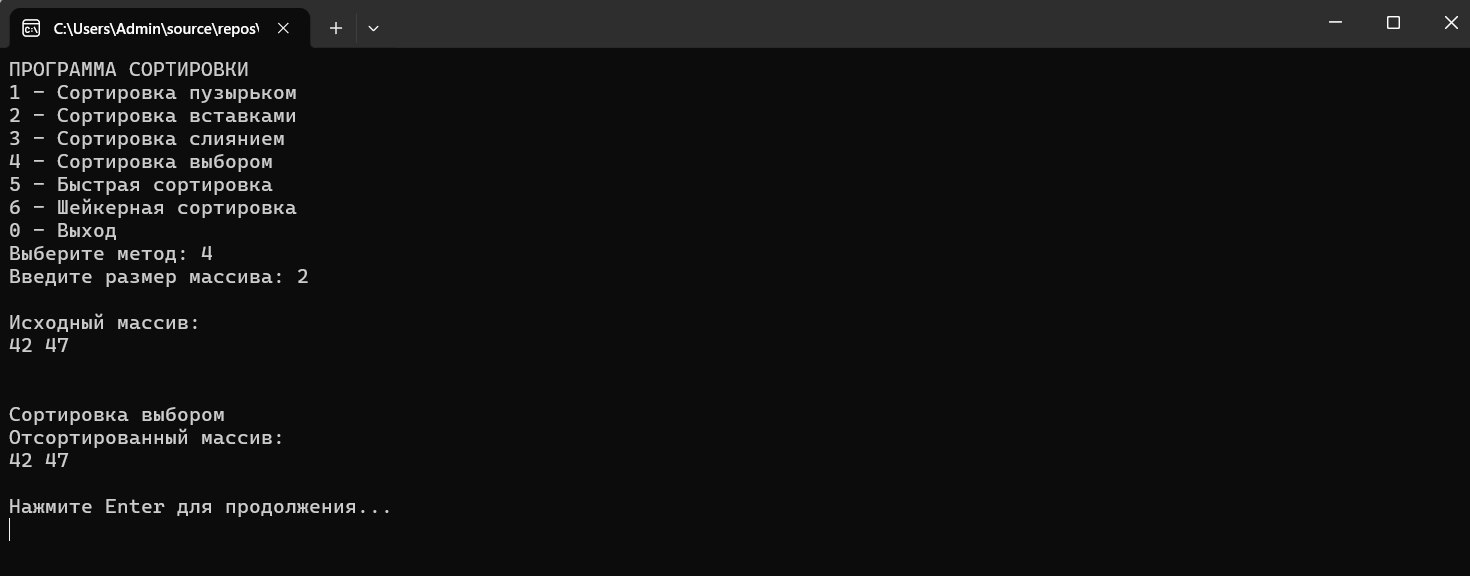 C:\Users\Admin\source\repos\
ПРОГРАММА СОРТИРОВКИ
1 - Сортировка пузырьком
2 - Сортировка вставками
3 - Сортировка слиянием
4 - Сортировка выбором
5 - Быстрая сортировка
6 - Шейкерная сортировка
0 - Выход
Выберите метод: 4
Введите размер массива: 2
Исходный массив:
42 47
Сортировка выбором
Отсортированный массив:
42 47
Нажмите Enter для продолжения...